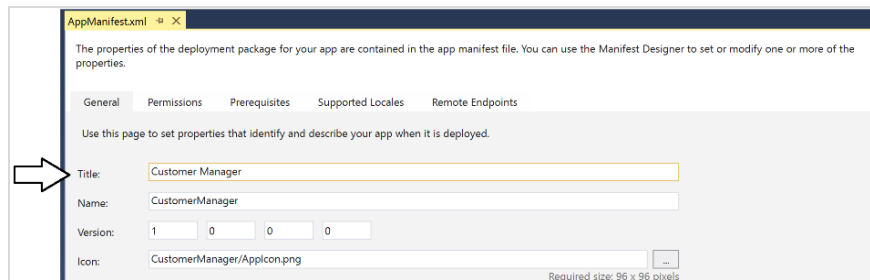 AppManifest.xml
The properties of the deployment package for your app are contained in the app manifest file. You can use the Manifest Designer to set or modify one or more of the
properties.
General Permissions Prerequisites Supported Locales Remote Endpoints
Use this page to set properties that identify and describe your app when it is deployed.
Title: Customer Manager
Name: CustomerManager
Version: 1 0 0 0
Icon: CustomerManager/AppIcon.png ...
Required size: 96 x 96 pixels